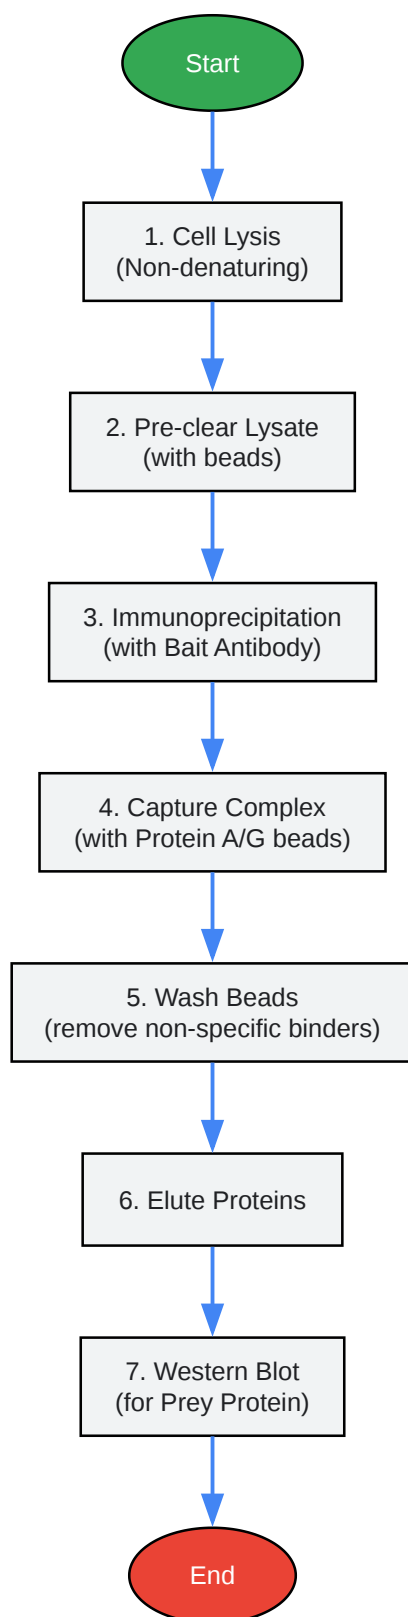 Start
1. Cell Lysis
(Non-denaturing)
2. Pre-clear Lysate
(with beads)
3. Immunoprecipitation
(with Bait Antibody)
4. Capture Complex
(with Protein A/G beads)
5. Wash Beads
(remove non-specific binders)
6. Elute Proteins
7. Western Blot
(for Prey Protein)
End